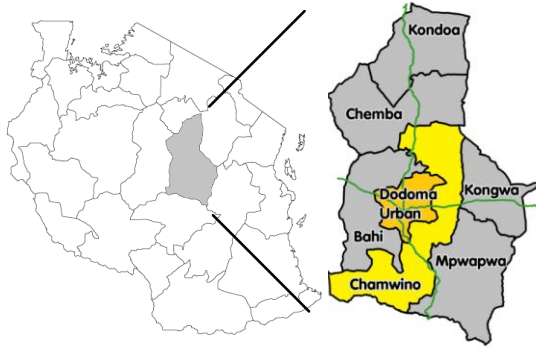 Kondoa
Chemba
Dodoma
Urban
Kongwa
Bahi
Mpwapwa
Chamwino